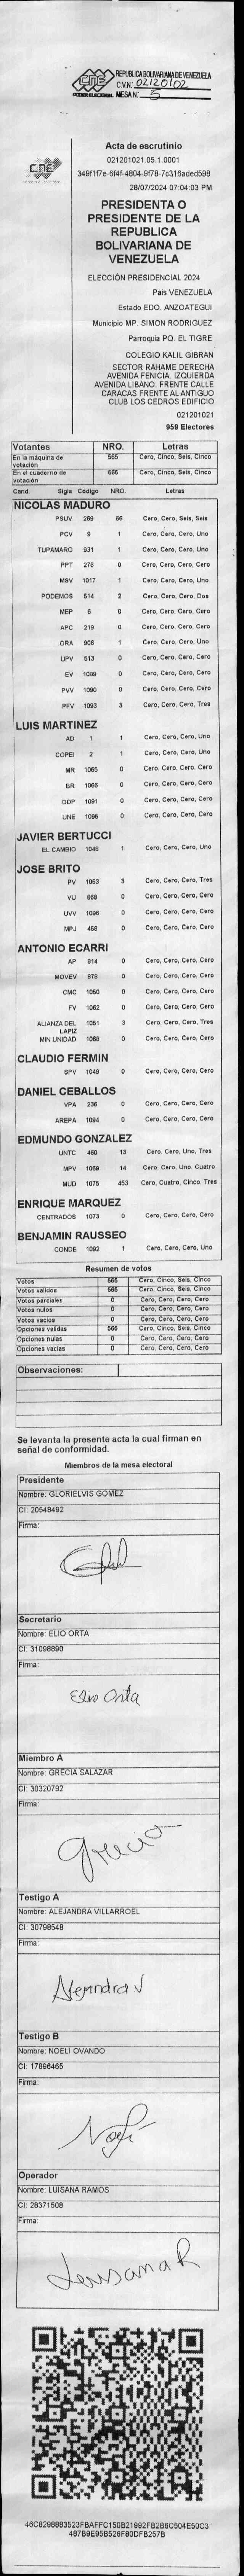 CNE
PODER ELECTORAL
REPUBLICA BOLIVARIANA DE VENEZUELA
C.V.N° 02120102
MESA N° 5
CNE
Acta de escrutinio
021201021.05.1.0001
349f1f7e-6f4f-4804-9f78-7c316aded598
28/07/2024 07:04:03 PM
PRESIDENTA O
PRESIDENTE DE LA
REPUBLICA
BOLIVARIANA DE
VENEZUELA
ELECCIÓN PRESIDENCIAL 2024
Pais VENEZUELA
Estado EDO. ANZOATEGUI
Municipio MP. SIMON RODRIGUEZ
Parroquia PQ. EL TIGRE
COLEGIO KALIL GIBRAN
SECTOR RAHAME DERECHA
AVENIDA FENICIA. IZQUIERDA
AVENIDA LIBANO. FRENTE CALLE
CARACAS FRENTE AL ANTIGUO
CLUB LOS CEDROS EDIFICIO
021201021
959 Electores
Votantes NRO. Letras
En la máquina de votación 565 Cero, Cinco, Seis, Cinco
En el cuaderno de votación 565 Cero, Cinco, Seis, Cinco
Cand. Sigla Código NRO. Letras
NICOLAS MADURO
PSUV 269 66 Cero, Cero, Seis, Seis
PCV 9 1 Cero, Cero, Cero, Uno
TUPAMARO 931 1 Cero, Cero, Cero, Uno
PPT 276 0 Cero, Cero, Cero, Cero
MSV 1017 1 Cero, Cero, Cero, Uno
PODEMOS 514 2 Cero, Cero, Cero, Dos
MEP 6 0 Cero, Cero, Cero, Cero
APC 219 0 Cero, Cero, Cero, Cero
ORA 906 1 Cero, Cero, Cero, Uno
UPV 513 0 Cero, Cero, Cero, Cero
EV 1089 0 Cero, Cero, Cero, Cero
PVV 1090 0 Cero, Cero, Cero, Cero
PFV 1093 3 Cero, Cero, Cero, Tres
LUIS MARTINEZ
AD 1 1 Cero, Cero, Cero, Uno
COPEI 2 1 Cero, Cero, Cero, Uno
MR 1065 0 Cero, Cero, Cero, Cero
BR 1068 0 Cero, Cero, Cero, Cero
DDP 1091 0 Cero, Cero, Cero, Cero
UNE 1095 0 Cero, Cero, Cero, Cero
JAVIER BERTUCCI
EL CAMBIO 1048 1 Cero, Cero, Cero, Uno
JOSE BRITO
PV 1053 3 Cero, Cero, Cero, Tres
VU 969 0 Cero, Cero, Cero, Cero
UVV 1096 0 Cero, Cero, Cero, Cero
MPJ 458 0 Cero, Cero, Cero, Cero
ANTONIO ECARRI
AP 914 0 Cero, Cero, Cero, Cero
MOVEV 979 0 Cero, Cero, Cero, Cero
CMC 1050 0 Cero, Cero, Cero, Cero
FV 1062 0 Cero, Cero, Cero, Cero
ALIANZA DEL LAPIZ 1051 3 Cero, Cero, Cero, Tres
MIN UNIDAD 1068 0 Cero, Cero, Cero, Cero
CLAUDIO FERMIN
SPV 1049 0 Cero, Cero, Cero, Cero
DANIEL CEBALLOS
VPA 236 0 Cero, Cero, Cero, Cero
AREPA 1094 0 Cero, Cero, Cero, Cero
EDMUNDO GONZALEZ
UNTC 460 13 Cero, Cero, Uno, Tres
MPV 1069 14 Cero, Cero, Uno, Cuatro
MUD 1075 453 Cero, Cuatro, Cinco, Tres
ENRIQUE MARQUEZ
CENTRADOS 1073 0 Cero, Cero, Cero, Cero
BENJAMIN RAUSSEO
CONDE 1092 1 Cero, Cero, Cero, Uno
Resumen de votos
Votos 565 Cero, Cinco, Seis, Cinco
Votos validos 565 Cero, Cinco, Seis, Cinco
Votos parciales 0 Cero, Cero, Cero, Cero
Votos nulos 0 Cero, Cero, Cero, Cero
Votos vacios 0 Cero, Cero, Cero, Cero
Opciones validas 565 Cero, Cinco, Seis, Cinco
Opciones nulas 0 Cero, Cero, Cero, Cero
Opciones vacias 0 Cero, Cero, Cero, Cero
Observaciones:
Se levanta la presente acta la cual firman en
señal de conformidad.
Miembros de la mesa electoral
Presidente
Nombre: GLORIELVIS GOMEZ
CI: 20548492
Firma:
Secretario
Nombre: ELIO ORTA
CI: 31098890
Firma:
Elio Orta
Miembro A
Nombre: GRECIA SALAZAR
CI: 30320792
Firma:
Grecia
Testigo A
Nombre: ALEJANDRA VILLARROEL
CI: 30798548
Firma:
Alejandra V
Testigo B
Nombre: NOELI OVANDO
CI: 17896465
Firma:
Noeli
Operador
Nombre: LUISANA RAMOS
CI: 28371508
Firma:
Luisana R
46C8298883523FBAFFC150B21992FB2B6C504E50C3
487B9E95B526F80DFB257B